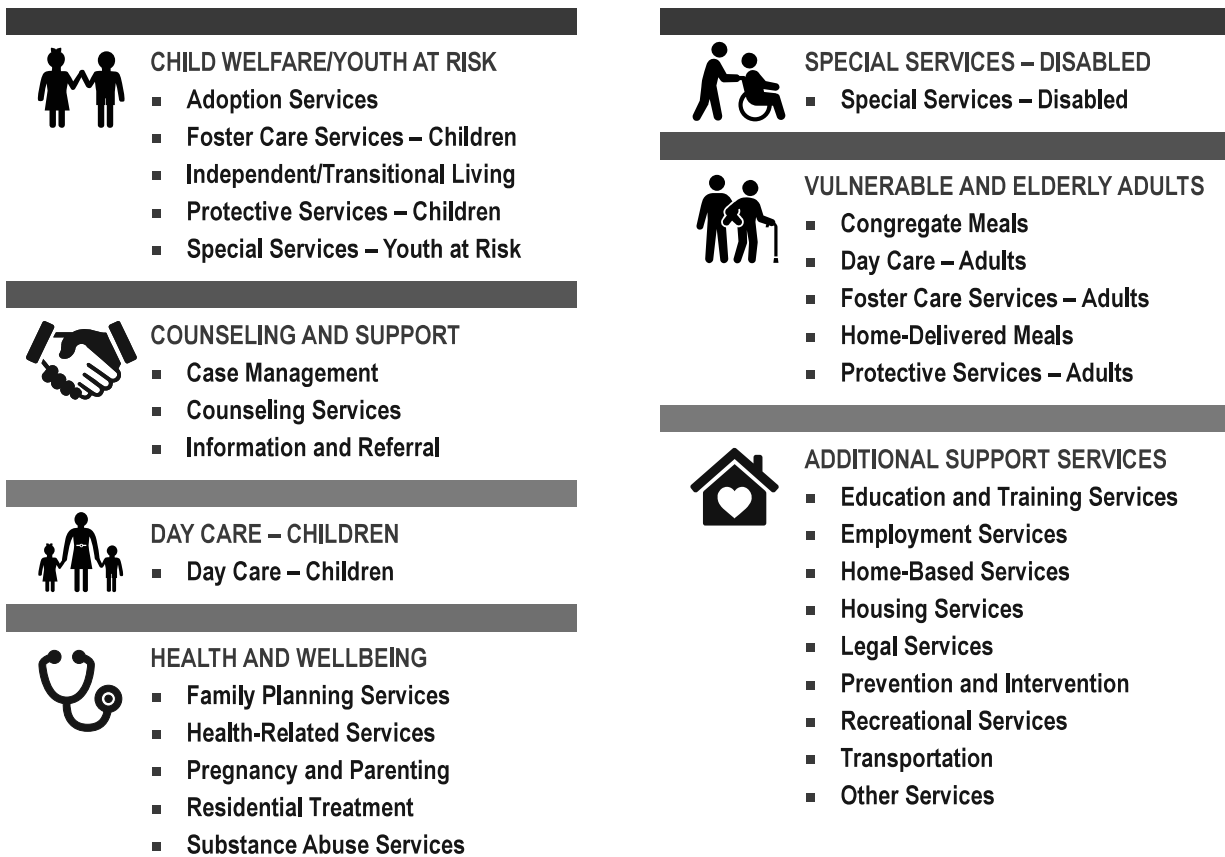 CHILD WELFARE/YOUTH AT RISK
▪ Adoption Services
▪ Foster Care Services – Children
▪ Independent/Transitional Living
▪ Protective Services – Children
▪ Special Services – Youth at Risk
COUNSELING AND SUPPORT
▪ Case Management
▪ Counseling Services
▪ Information and Referral
DAY CARE – CHILDREN
▪ Day Care – Children
HEALTH AND WELLBEING
▪ Family Planning Services
▪ Health-Related Services
▪ Pregnancy and Parenting
▪ Residential Treatment
▪ Substance Abuse Services
SPECIAL SERVICES – DISABLED
▪ Special Services – Disabled
VULNERABLE AND ELDERLY ADULTS
▪ Congregate Meals
▪ Day Care – Adults
▪ Foster Care Services – Adults
▪ Home-Delivered Meals
▪ Protective Services – Adults
ADDITIONAL SUPPORT SERVICES
▪ Education and Training Services
▪ Employment Services
▪ Home-Based Services
▪ Housing Services
▪ Legal Services
▪ Prevention and Intervention
▪ Recreational Services
▪ Transportation
▪ Other Services